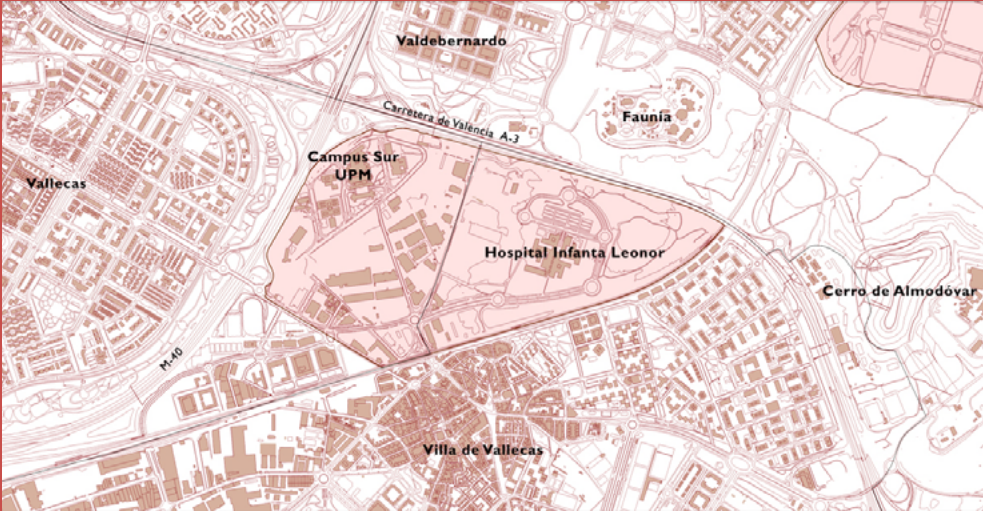 Valdebernardo
Carretera de València A-3
Faunia
Campus Sur
UPM
Vallecas
Hospital Infanta Leonor
Cerro de Almodóvar
M-40
Villa de Vallecas